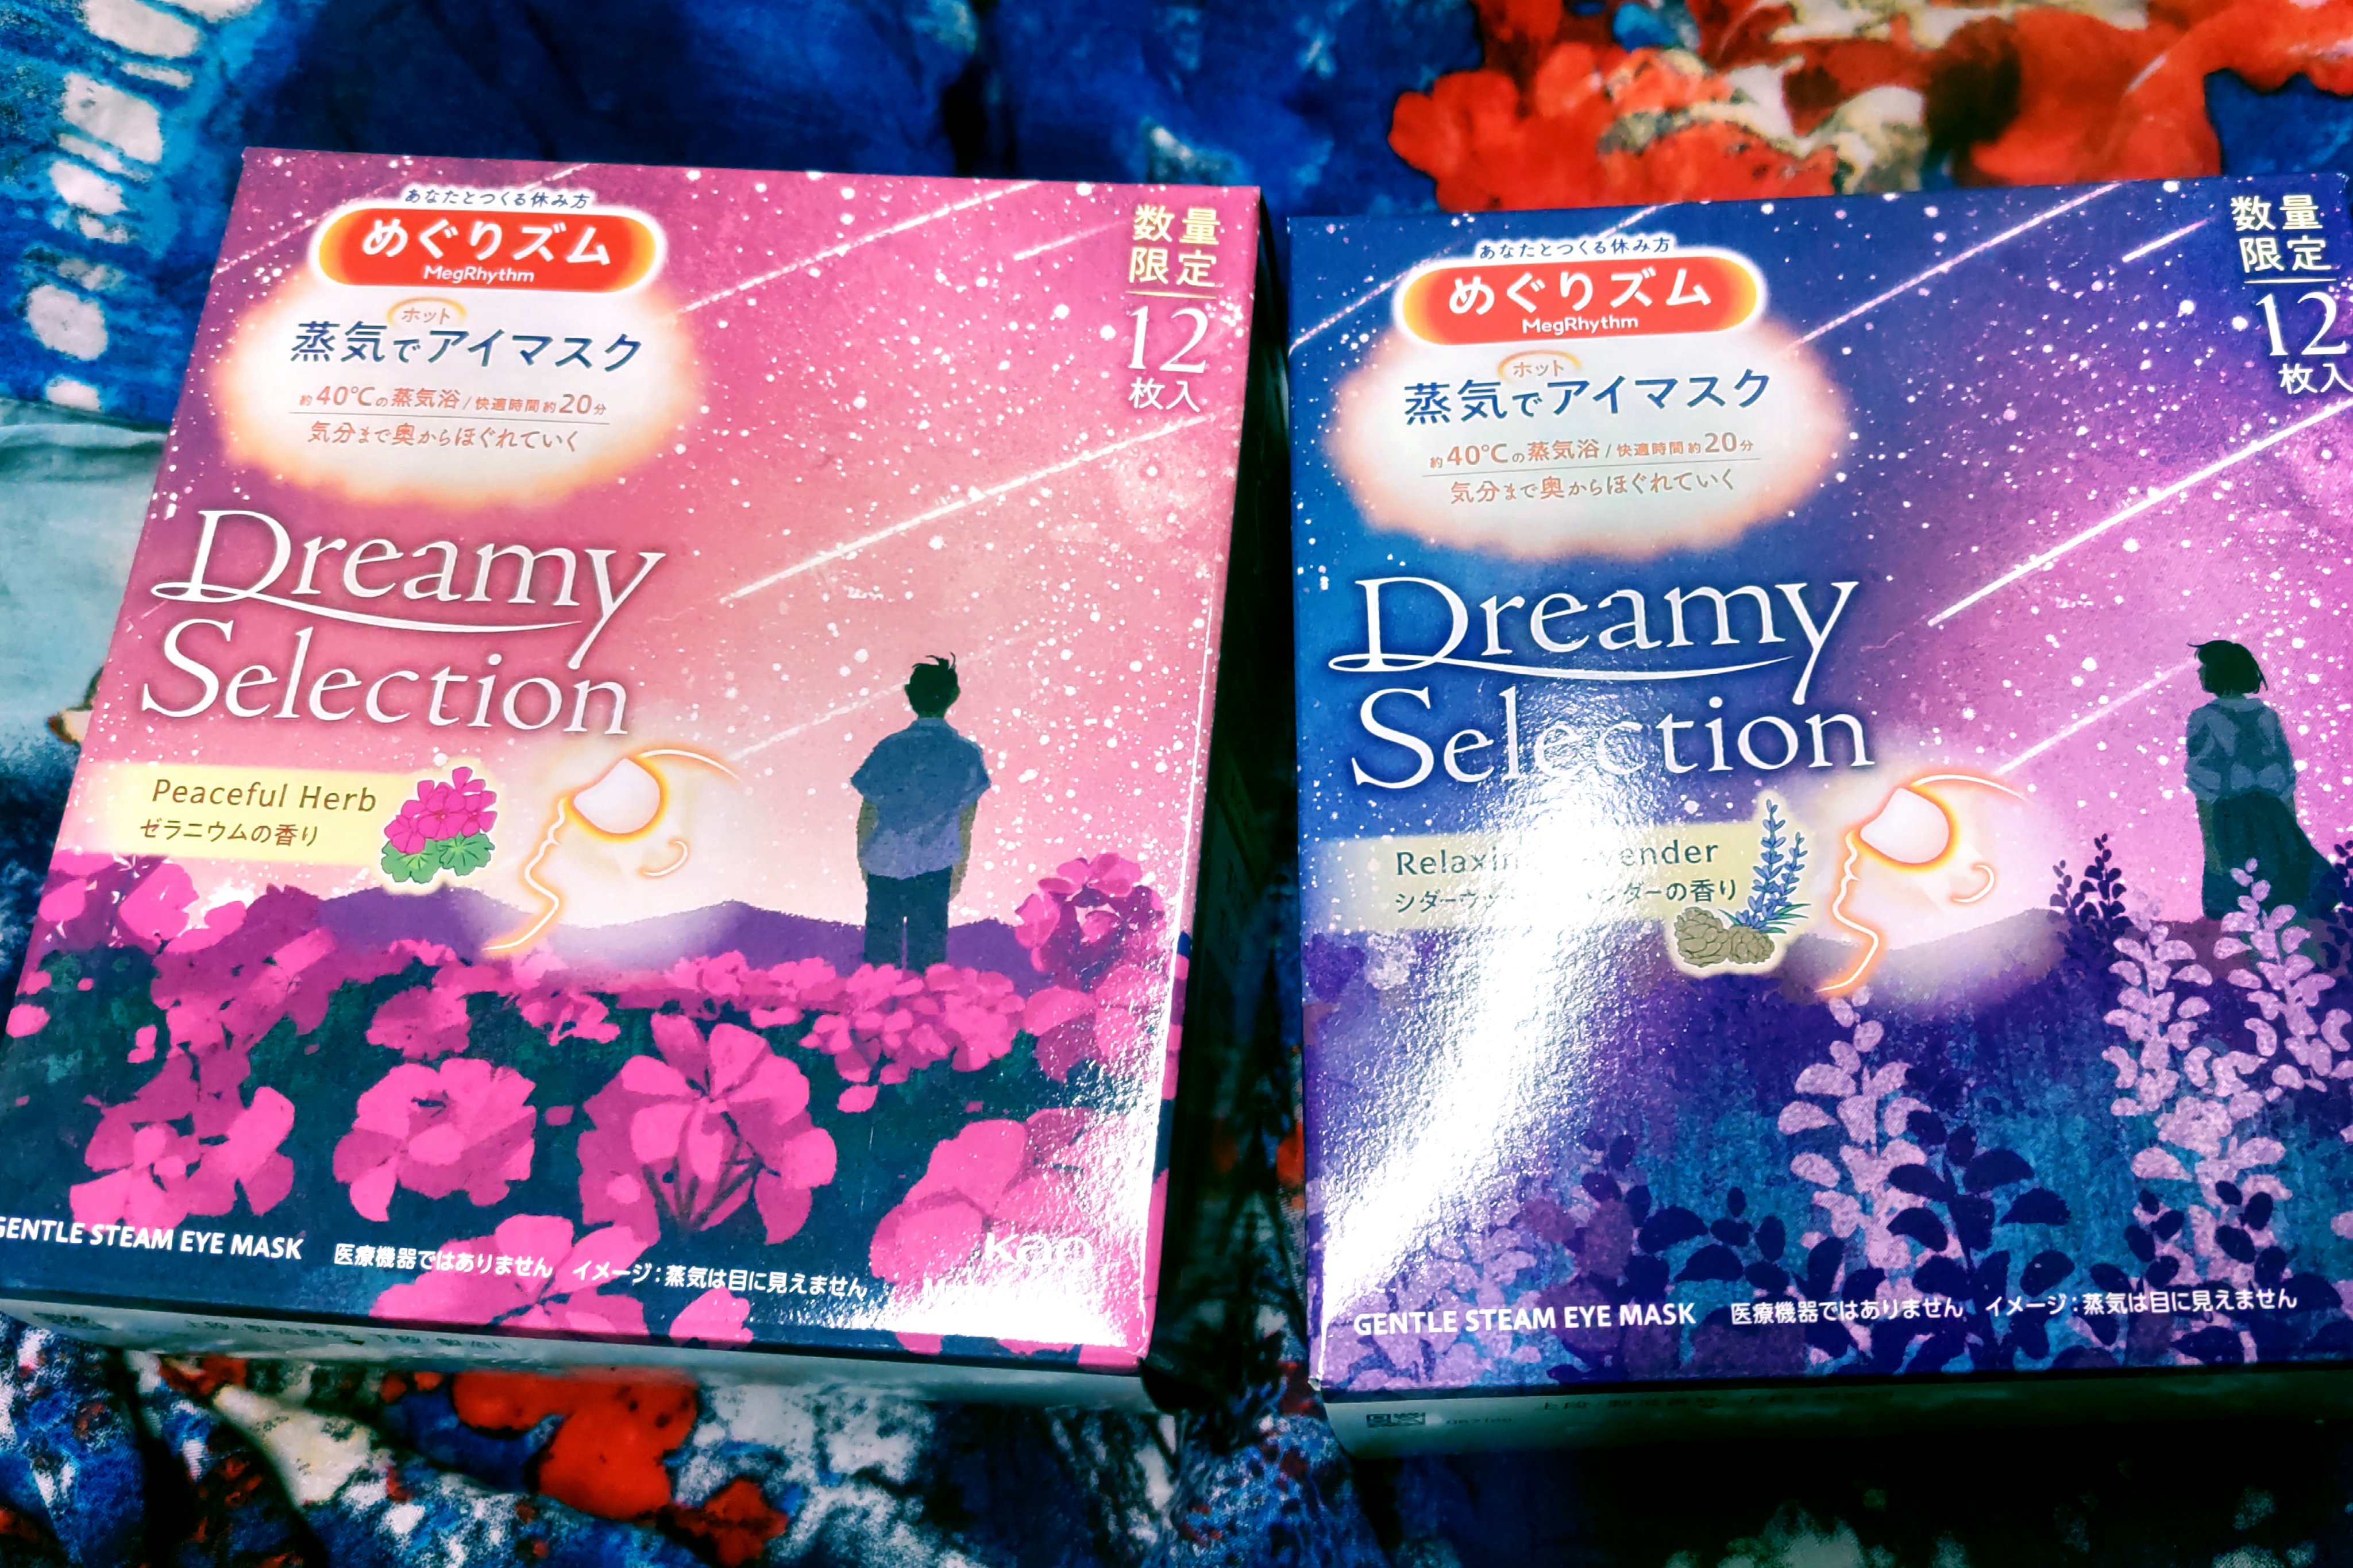 あなたとつくる休み方
めぐりズム
MegRhythm
ホット
蒸気でアイマスク
約40℃の蒸気浴/快適時間約20分
気分まで奥からほぐれていく
数量
限定
12
枚入
Dreamy
Selection
Peaceful Herb
ゼラニウムの香り
GENTLE STEAM EYE MASK 医療機器ではありません イメージ:蒸気は目に見えません
Kao
あなたとつくる休み方
めぐりズム
MegRhythm
ホット
蒸気でアイマスク
約40℃の蒸気浴/快適時間約20分
気分まで奥からほぐれていく
数量
限定
12
枚入
Dreamy
Selection
の香り
GENTLE STEAM EYE MASK 医療機器ではありません イメージ:蒸気は目に見えません